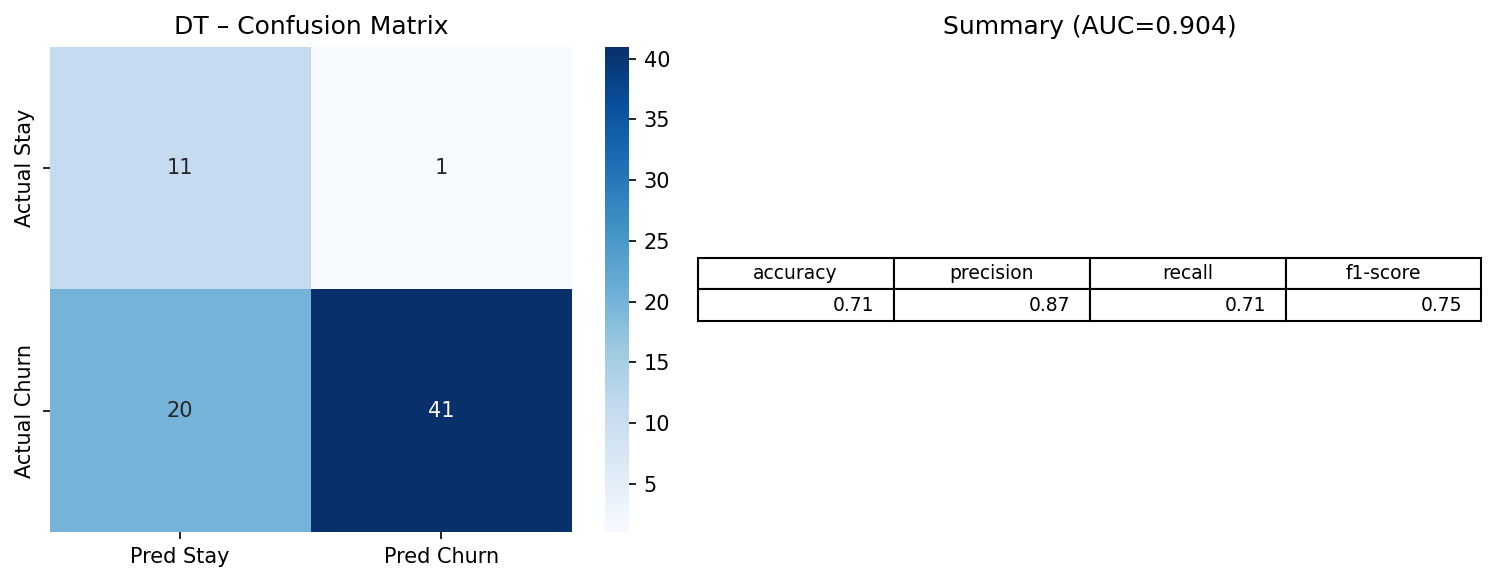 DT – Confusion Matrix
Actual Stay
Actual Churn
11
1
20
41
Pred Stay
Pred Churn
40
35
30
25
20
15
10
5
Summary (AUC=0.904)
accuracy precision recall f1-score
0.71 0.87 0.71 0.75